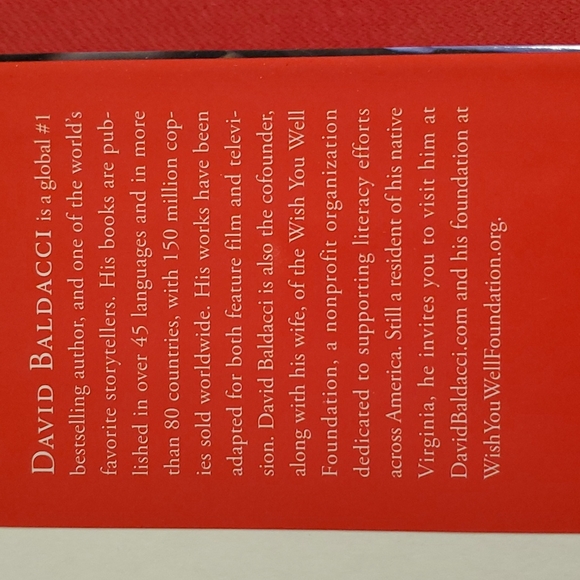 DAVID BALDACCI is a global #1
bestselling author, and one of the world's
favorite storytellers. His books are pub-
lished in over 45 languages and in more
than 80 countries, with 150 million cop-
ies sold worldwide. His works have been
adapted for both feature film and televi-
sion. David Baldacci is also the cofounder,
along with his wife, of the Wish You Well
Foundation, a nonprofit organization
dedicated to supporting literacy efforts
across America. Still a resident of his native
Virginia, he invites you to visit him at
DavidBaldacci.com and his foundation at
WishYouWellFoundation.org.